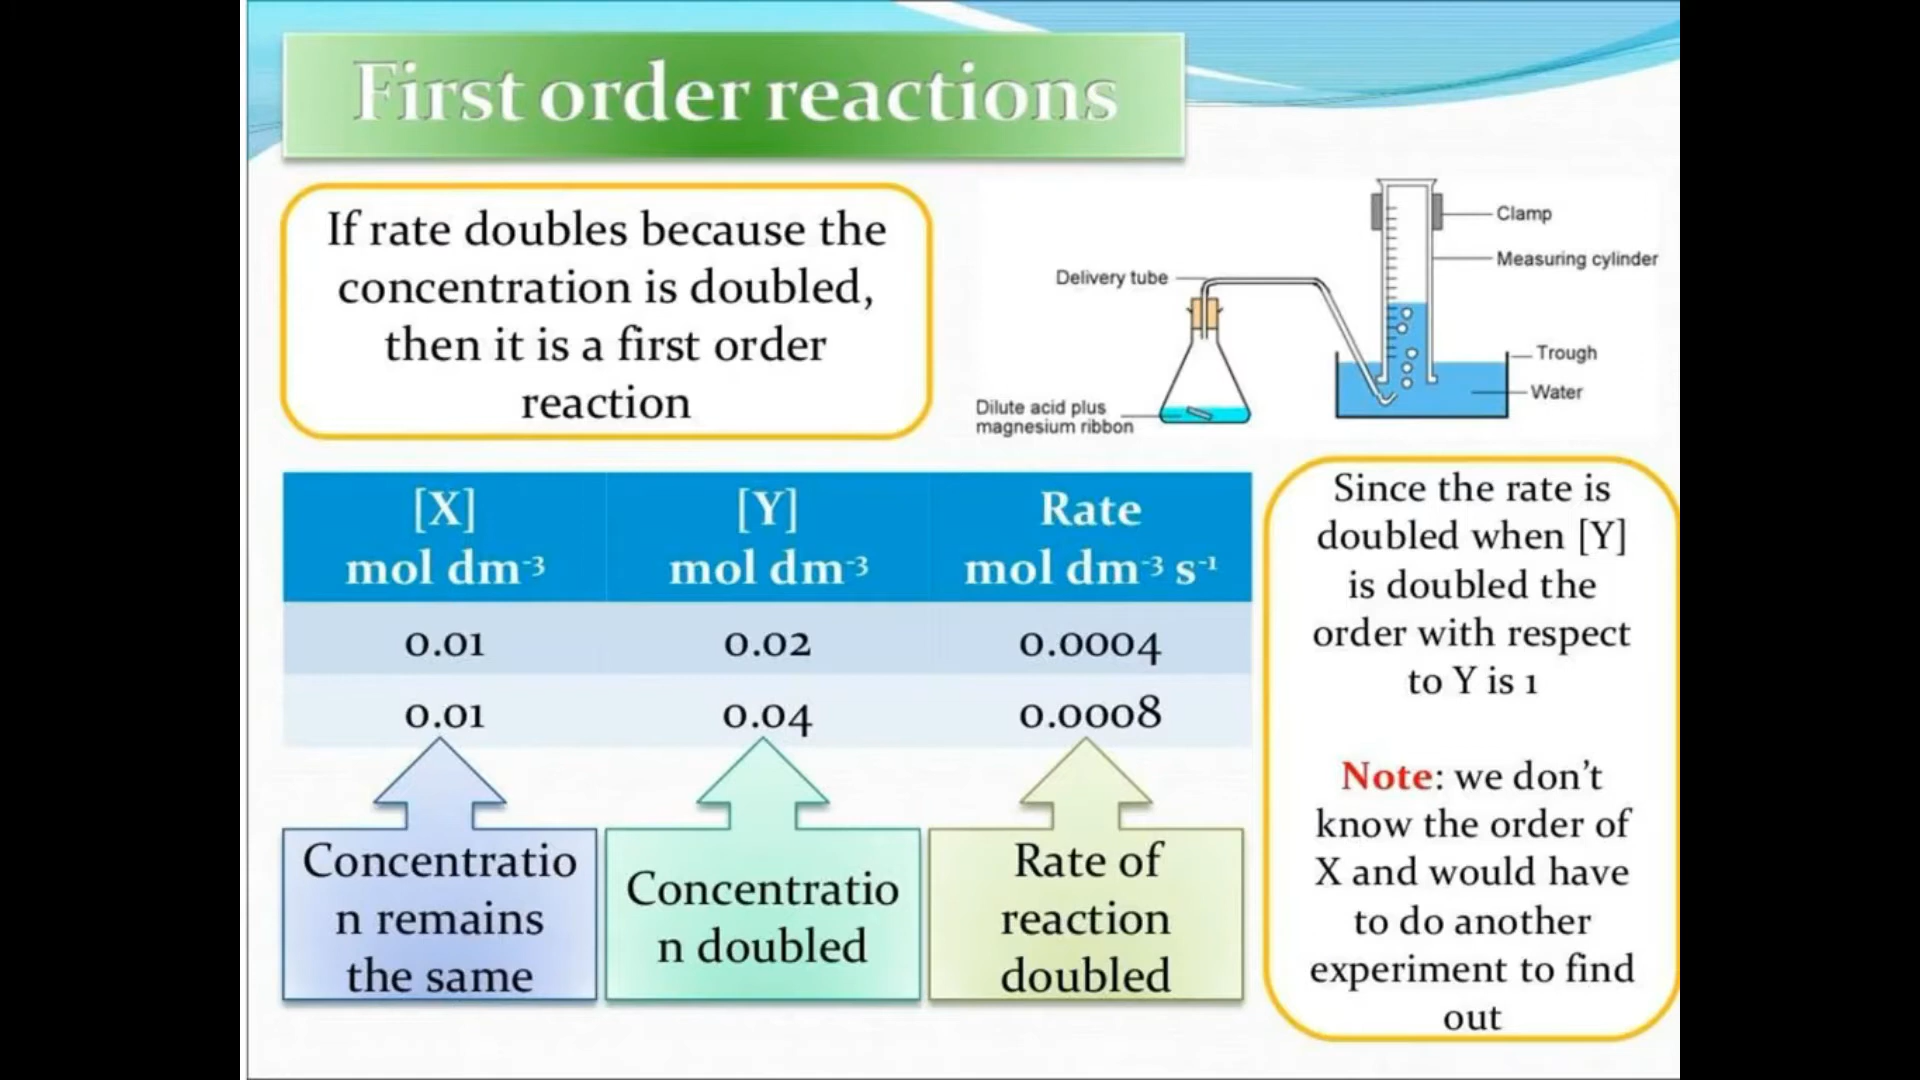 First order reactions
If rate doubles because the
concentration is doubled,
then it is a first order
reaction
Clamp
Measuring cylinder
Delivery tube
Trough
Water
Dilute acid plus
magnesium ribbon
[X]
mol dm-3
[Y]
mol dm-3
Rate
mol dm-3 s-1
0.01 0.02 0.0004
0.01 0.04 0.0008
Concentratio
n remains
the same
Concentratio
n doubled
Rate of
reaction
doubled
Since the rate is
doubled when [Y]
is doubled the
order with respect
to Y is 1
Note: we don’t
know the order of
X and would have
to do another
experiment to find
out